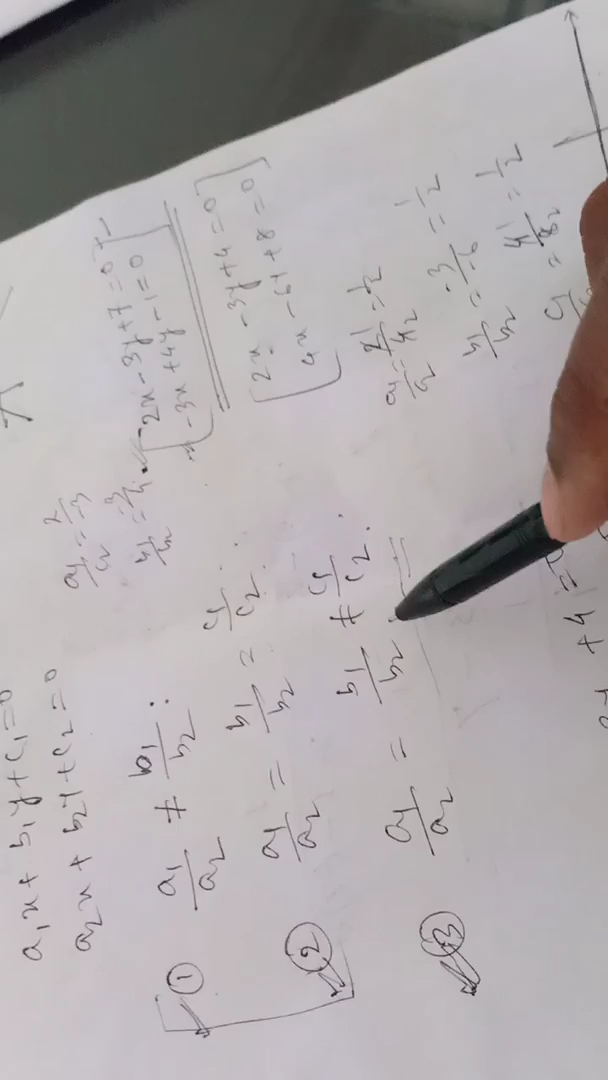 a₁x + b₁y + c₁ = 0
a₂x + b₂y + c₂ = 0
① a₁/a₂ ≠ b₁/b₂ :
② a₁/a₂ = b₁/b₂ = c₁/c₂ :
③ a₁/a₂ = b₁/b₂ ≠ c₁/c₂ .
a₁/a₂ = 2/-3
b₁/b₂ = -3/4
2x - 3y + 7 = 0
-3x + 4y - 1 = 0
2x - 3y + 4 = 0
4x - 6y + 8 = 0
a₁/a₂ = 2/4 = 1/2
b₁/b₂ = -3/-6 = 1/2
4/8 = 1/2